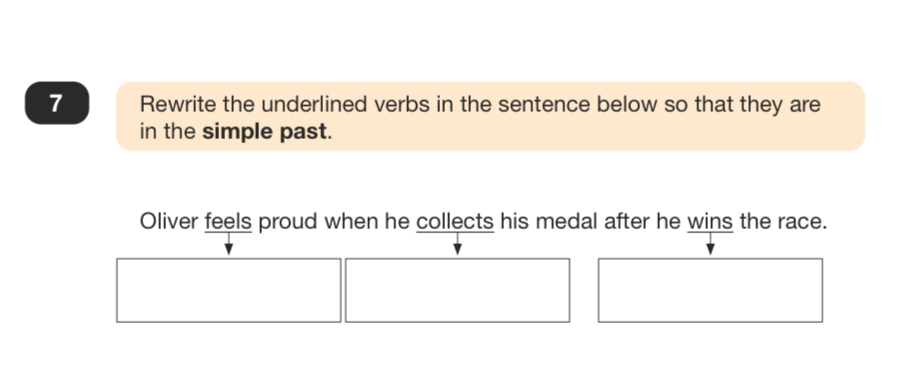 7
Rewrite the underlined verbs in the sentence below so that they are
in the simple past.
Oliver feels proud when he collects his medal after he wins the race.